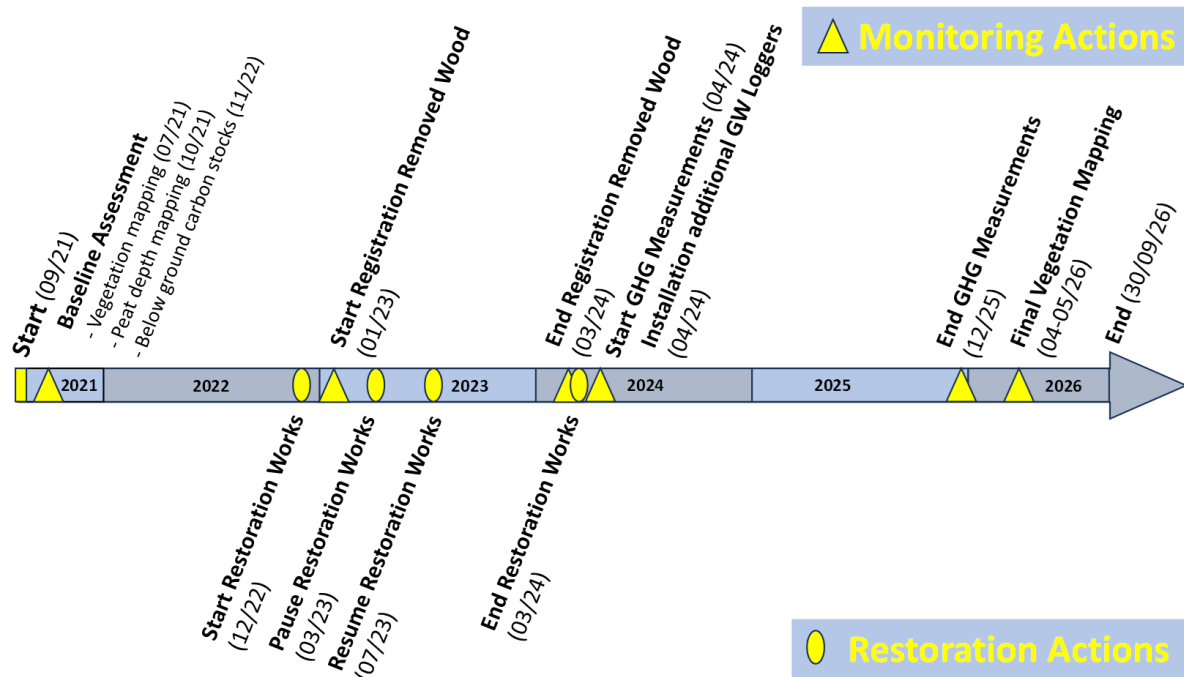 Monitoring Actions
Start (09/21)
Baseline Assessment
- Vegetation mapping (07/21)
- Peat depth mapping (10/21)
- Below ground carbon stocks (11/22)
Start Registration Removed Wood
(01/23)
End Registration Removed Wood
(03/24)
Start GHG Measurements (04/24)
Installation additional GW Loggers
(04/24)
End GHG Measurements
(12/25)
Final Vegetation Mapping
(04-05/26)
End (30/09/26)
2021
2022
2023
2024
2025
2026
Start Restoration Works
(12/22)
Pause Restoration Works
(03/23)
Resume Restoration Works
(07/23)
End Restoration Works
(03/24)
Restoration Actions